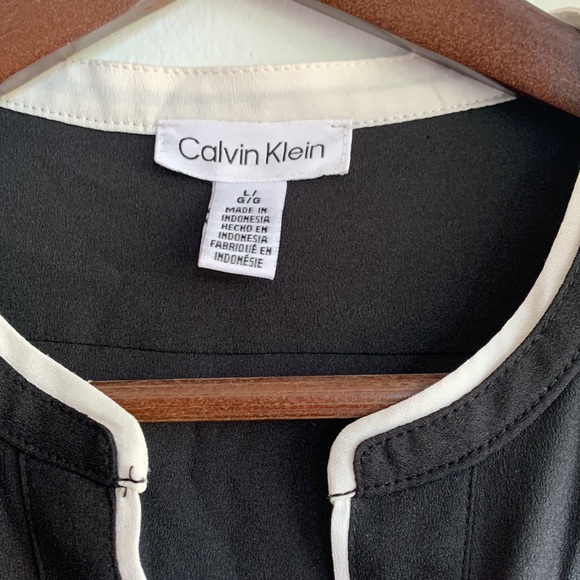 Calvin Klein
L/
G/G
MADE IN
INDONESIA
HECHO EN
INDONESIA
FABRIQUÉ EN
INDONÉSIE